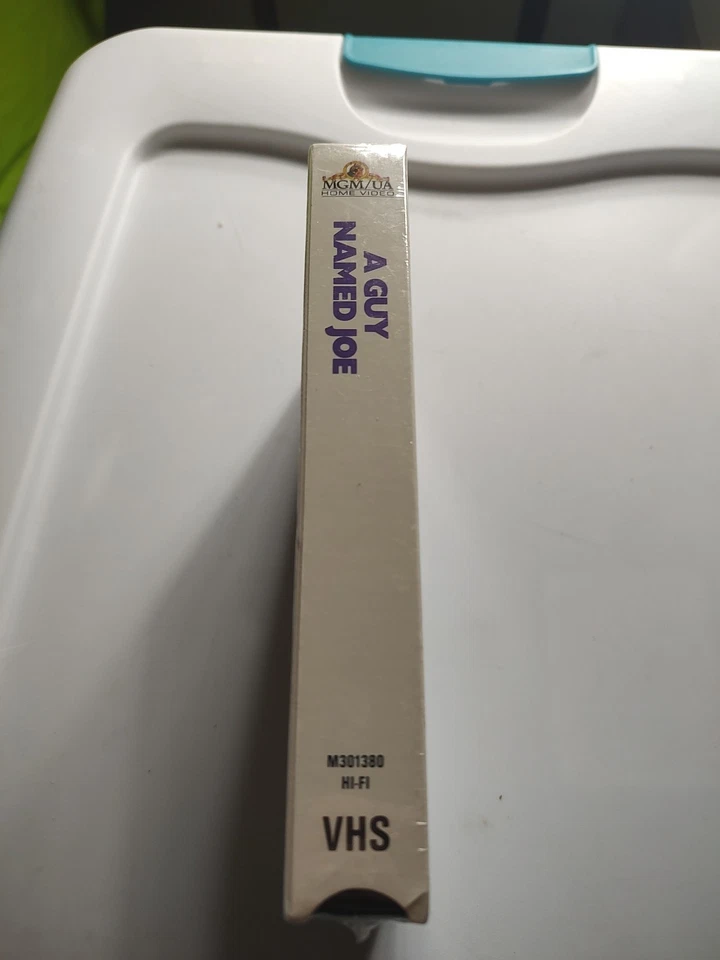 MGM/UA
HOME VIDEO
A GUY
NAMED JOE
M301380
HI-FI
VHS